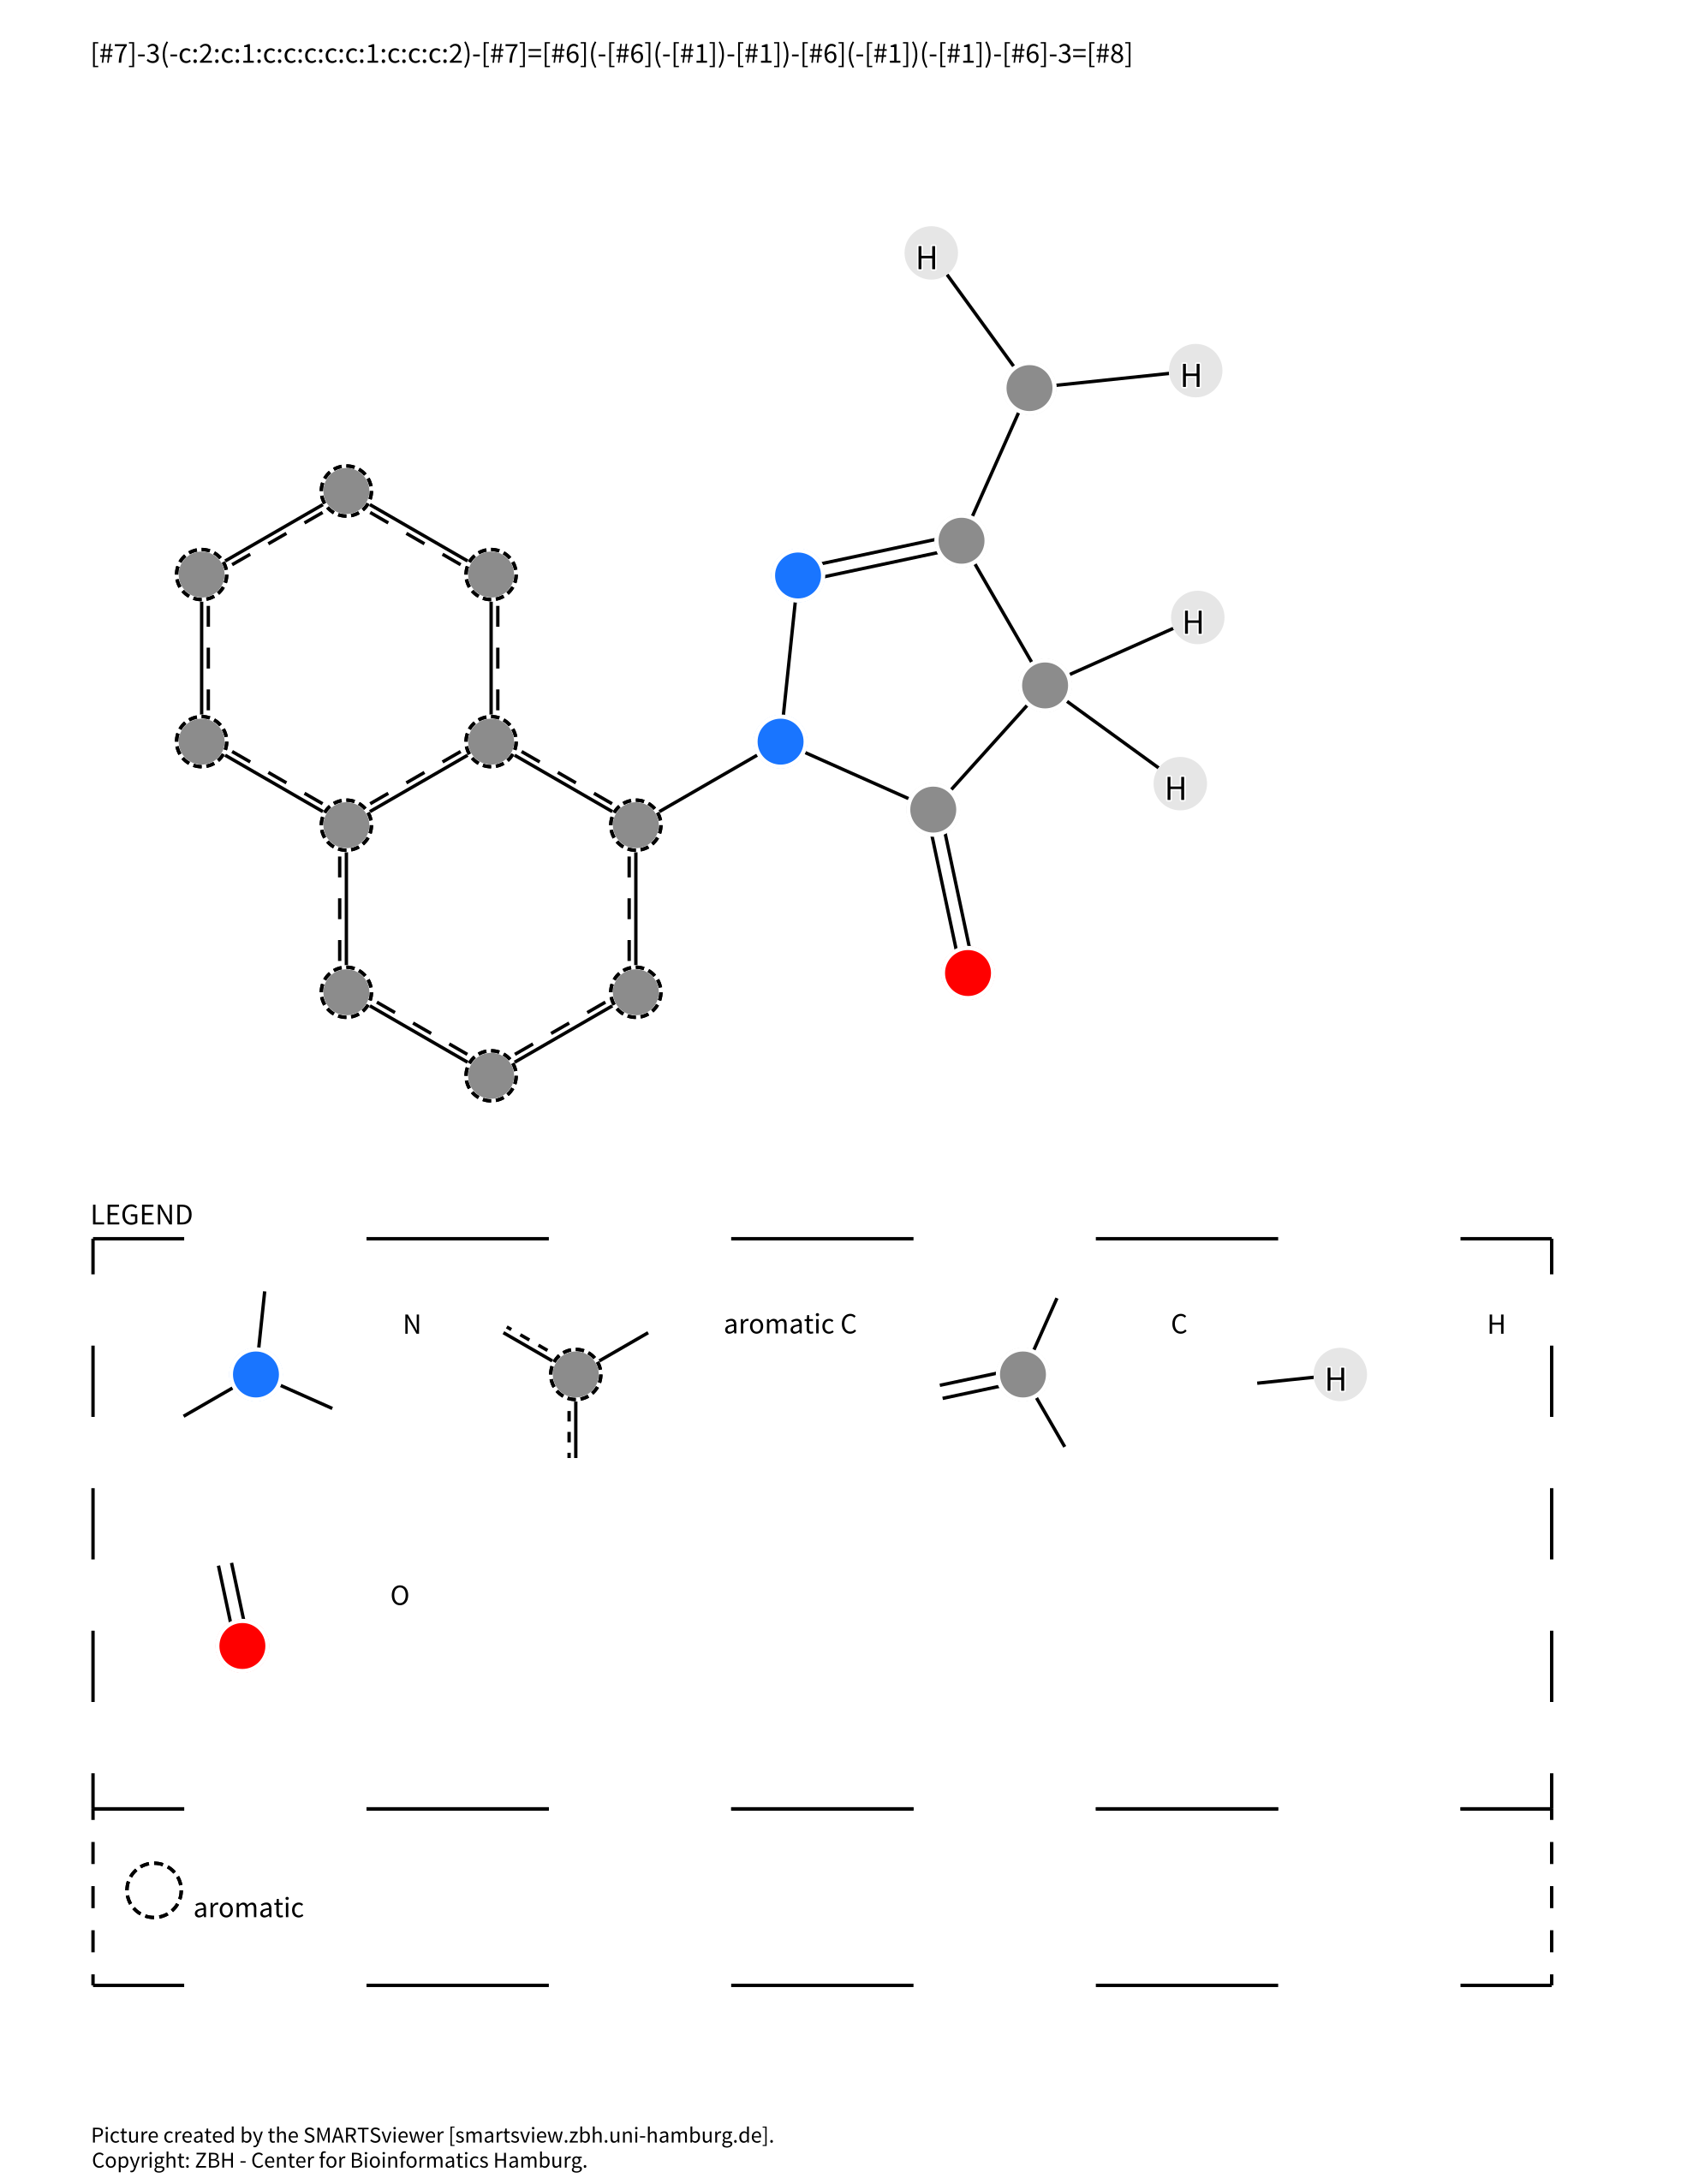 [#7]-3(-c:2:c:1:c:c:c:c:c:1:c:c:c:2)-[#7]=[#6](-[#6](-[#1])-[#1])-[#6](-[#1])(-[#1])-[#6]-3=[#8]
H
H
H
H
LEGEND
N
aromatic C
C
H
H
O
aromatic
Picture created by the SMARTSviewer [smartsview.zbh.uni-hamburg.de].
Copyright: ZBH - Center for Bioinformatics Hamburg.